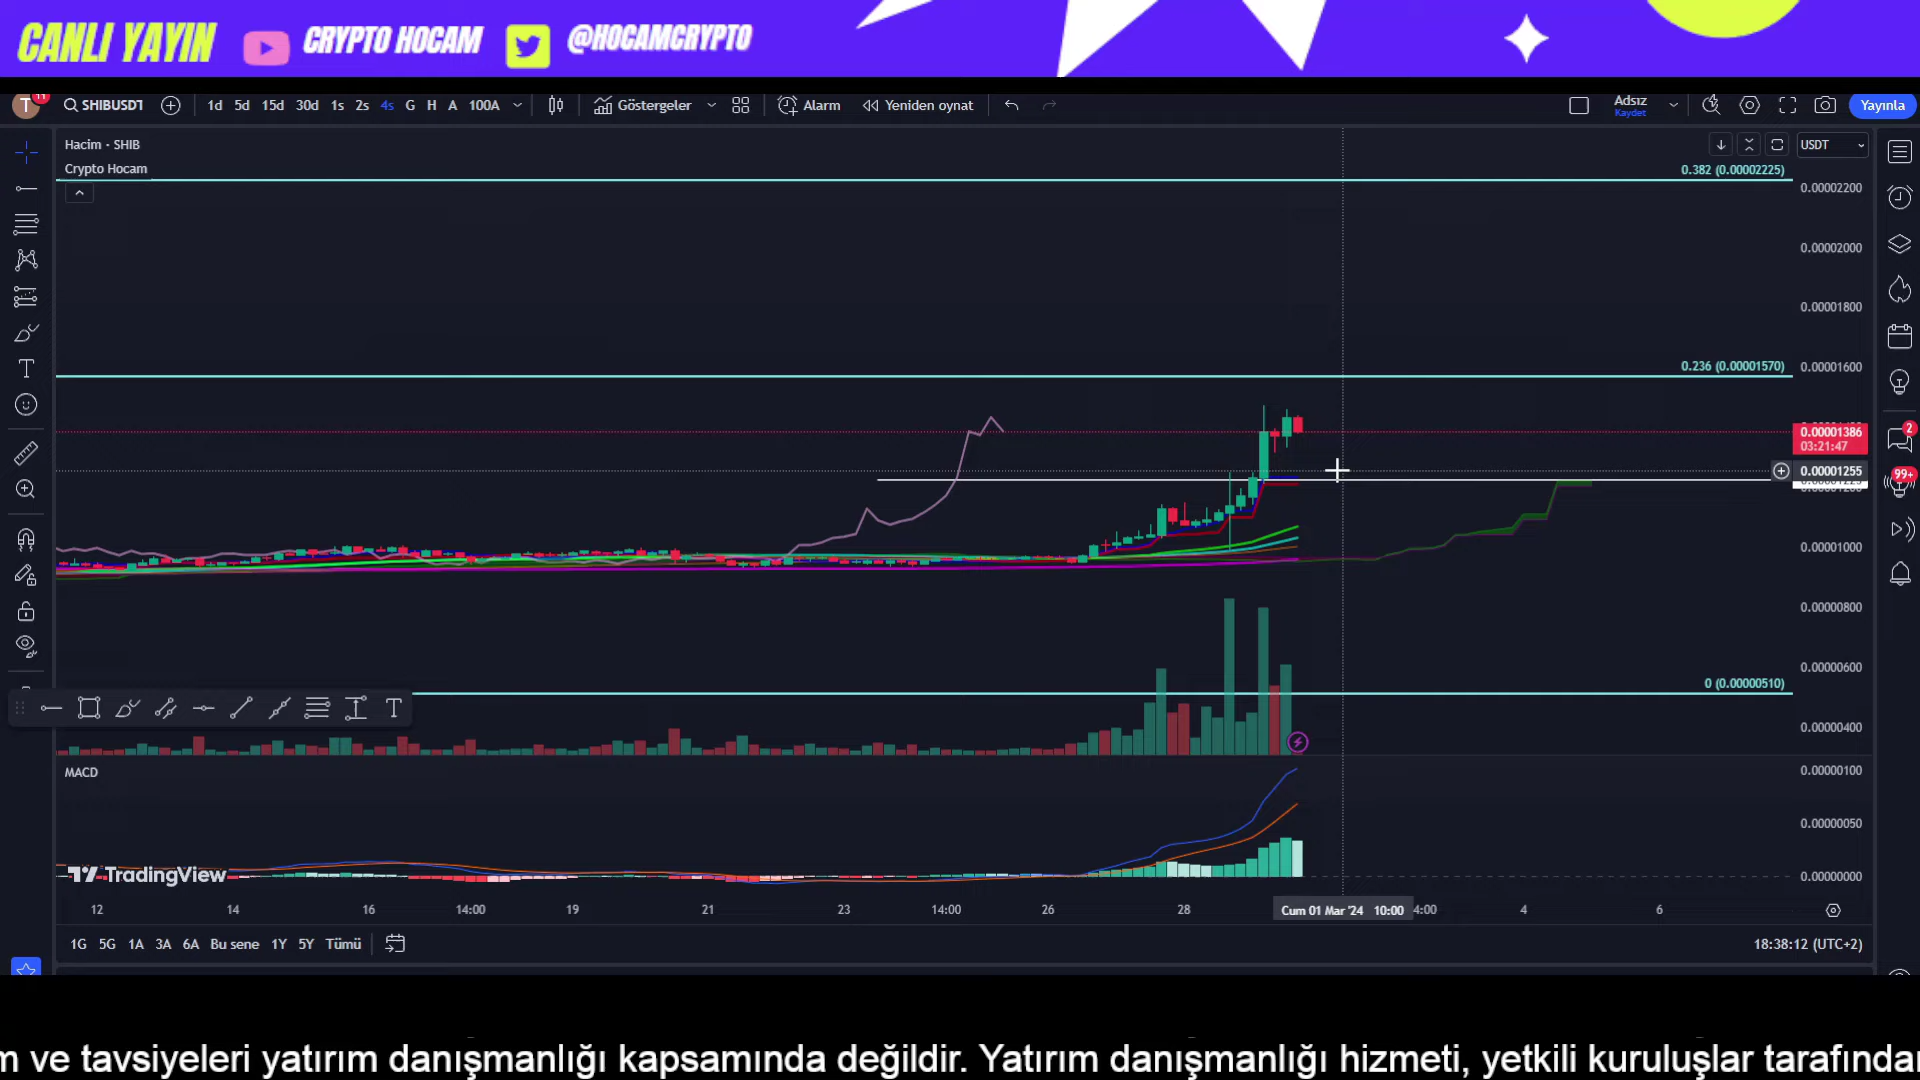 CANLI YAYIN CRYPTO HOCAM @HOCAMCRYPTO
T 11 SHIBUSDT 1d 5d 15d 30d 1s 2s 4s G H A 100A Göstergeler Alarm Yeniden oynat Adsız Kaydet Yayınla
Hacim · SHIB USDT
Crypto Hocam
0.382 (0.00002225)
0.00002200
0.00002000
0.00001800
0.236 (0.00001570)
0.00001600
0.00001386
03:21:47
2
0.00001255
99+
0.00001000
0.00000800
0.00000600
0 (0.00000510)
T
0.00000400
MACD 0.00000100
0.00000050
TradingView 0.00000000
12 14 16 14:00 19 21 23 14:00 26 28 Cum 01 Mar '24 10:00 4:00 4 6
1G 5G 1A 3A 6A Bu sene 1Y 5Y Tümü 18:38:12 (UTC+2)
m ve tavsiyeleri yatırım danışmanlığı kapsamında değildir. Yatırım danışmanlığı hizmeti, yetkili kuruluşlar tarafından